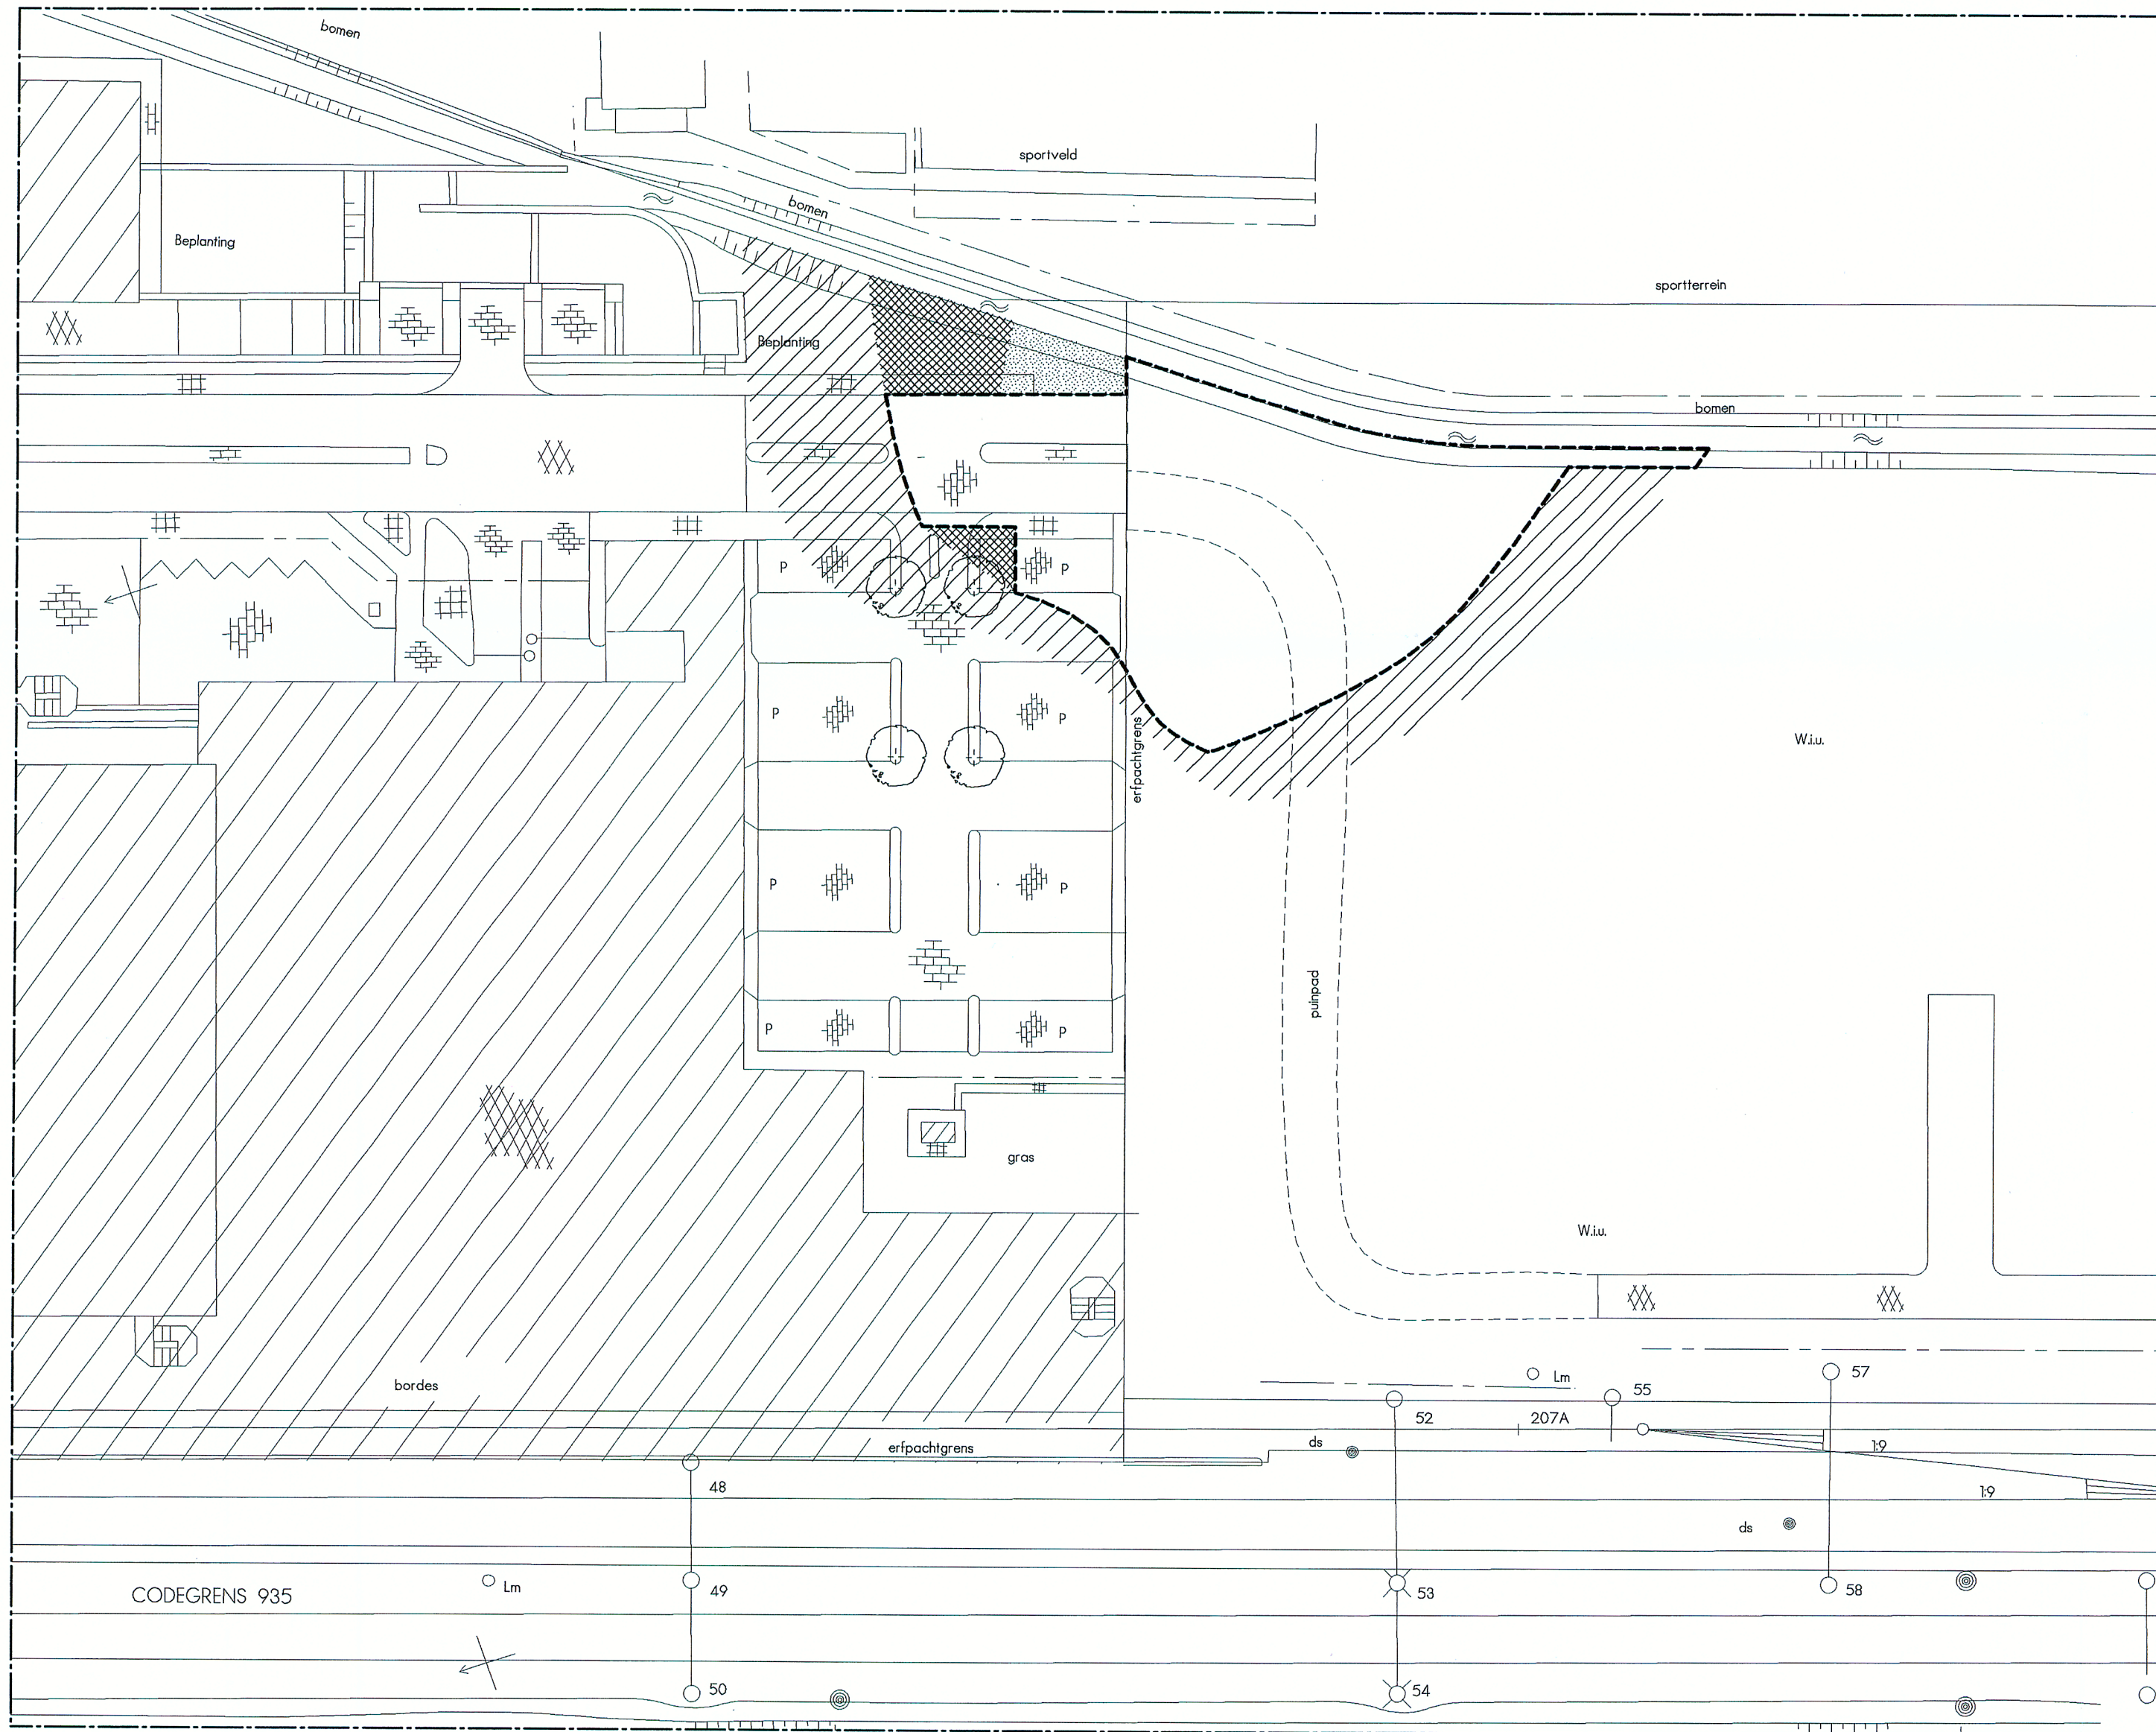 bomen
sportveld
bomen
Beplanting
sportterrein
Beplanting
bomen
P
P
P
P
erfpachtgrens
W.i.u.
P
P
puinpad
P
P
gras
W.i.u.
Lm
57
bordes
55
52
207A
ds
1:9
erfpachtgrens
48
1:9
ds
CODEGRENS 935
Lm
49
53
58
50
54